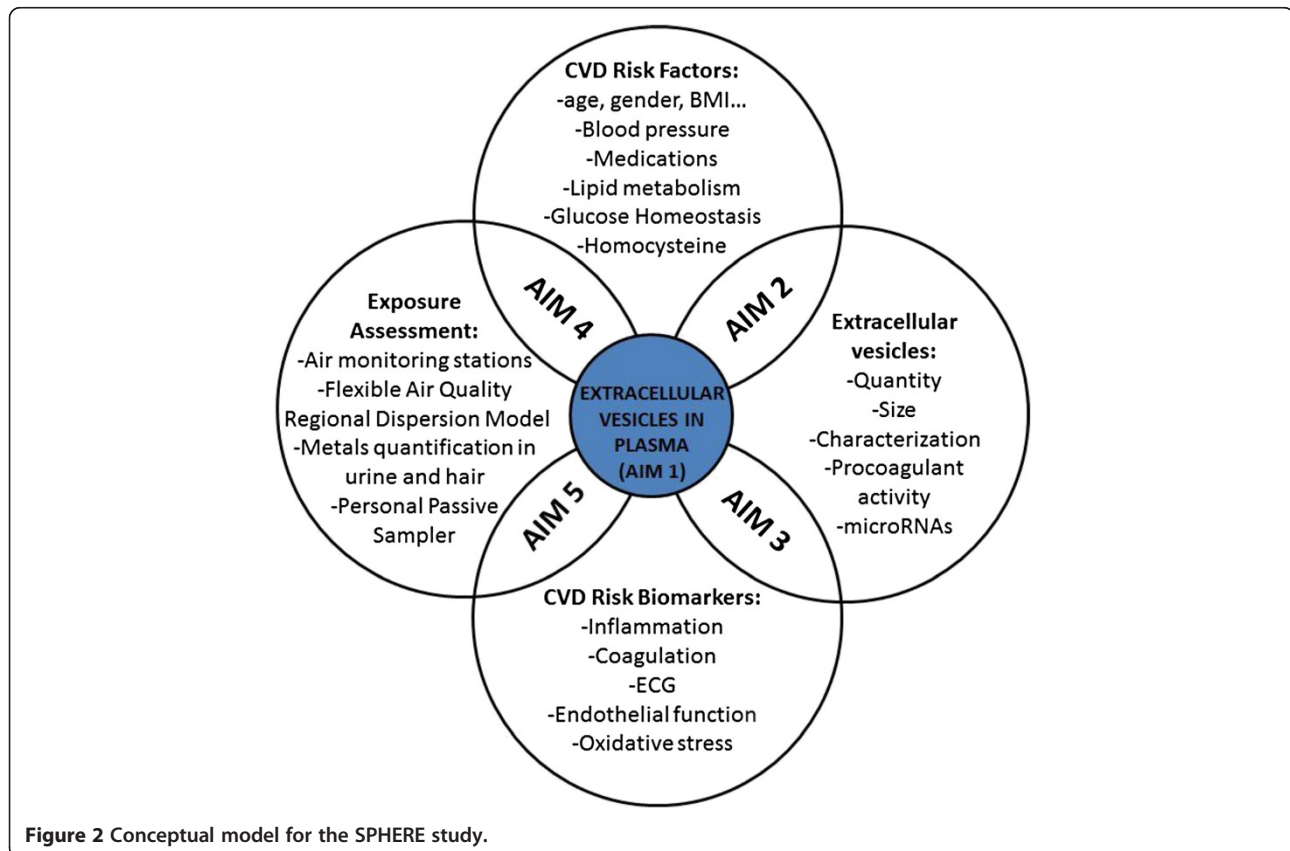 CVD Risk Factors:
-age, gender, BMI...
-Blood pressure
-Medications
-Lipid metabolism
-Glucose Homeostasis
-Homocysteine
AIM 4
AIM 2
Exposure
Assessment:
-Air monitoring stations
-Flexible Air Quality
Regional Dispersion Model
-Metals quantification in
urine and hair
-Personal Passive
Sampler
EXTRACELLULAR
VESICLES IN
PLASMA
(AIM 1)
Extracellular
vesicles:
-Quantity
-Size
-Characterization
-Procoagulant
activity
-microRNAs
AIM 5
AIM 3
CVD Risk Biomarkers:
-Inflammation
-Coagulation
-ECG
-Endothelial function
-Oxidative stress
Figure 2 Conceptual model for the SPHERE study.